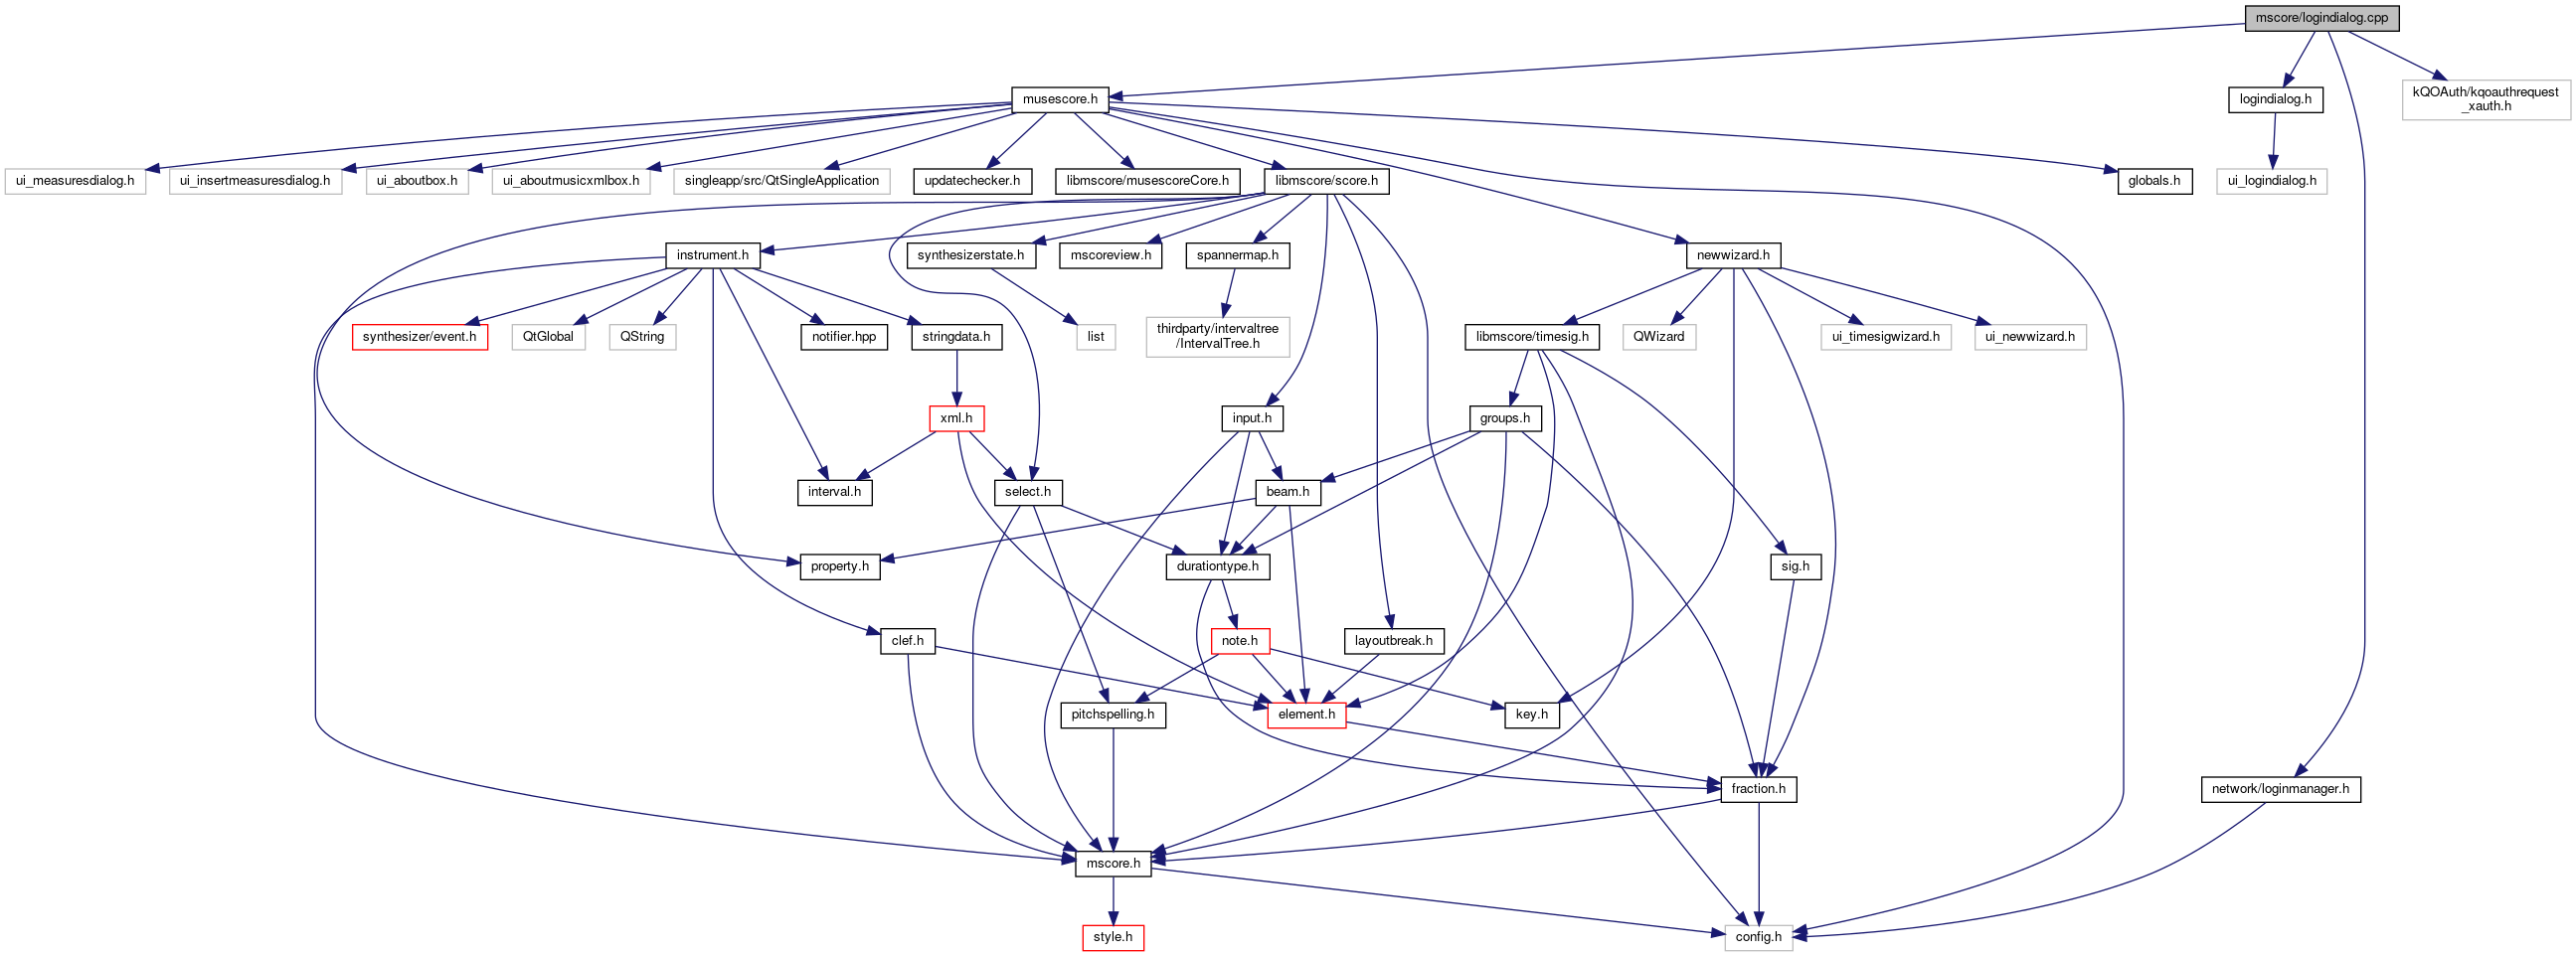 mscore/logindialog.cpp
musescore.h
logindialog.h
kQOAuth/kqoauthrequest
_xauth.h
ui_measuresdialog.h
ui_insertmeasuresdialog.h
ui_aboutbox.h
ui_aboutmusicxmlbox.h
singleapp/src/QtSingleApplication
updatechecker.h
libmscore/musescoreCore.h
libmscore/score.h
globals.h
ui_logindialog.h
instrument.h
synthesizerstate.h
mscoreview.h
spannermap.h
newwizard.h
synthesizer/event.h
QtGlobal
QString
notifier.hpp
stringdata.h
list
thirdparty/intervaltree
/IntervalTree.h
libmscore/timesig.h
QWizard
ui_timesigwizard.h
ui_newwizard.h
xml.h
input.h
groups.h
interval.h
select.h
beam.h
property.h
durationtype.h
sig.h
clef.h
note.h
layoutbreak.h
pitchspelling.h
element.h
key.h
fraction.h
network/loginmanager.h
mscore.h
style.h
config.h